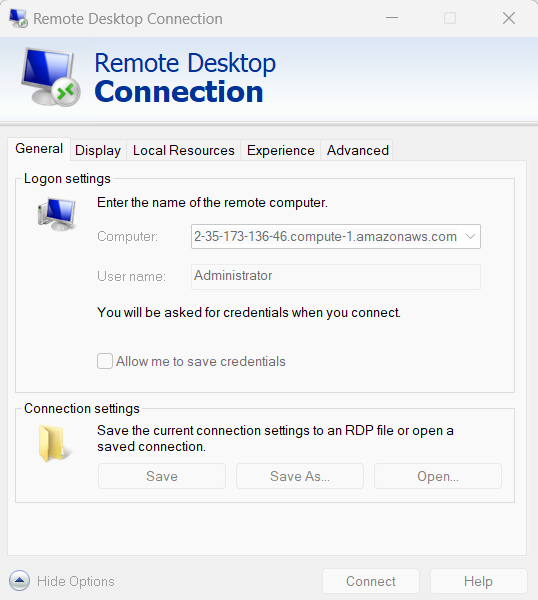 Remote Desktop Connection
Remote Desktop
Connection
General Display Local Resources Experience Advanced
Logon settings
Enter the name of the remote computer.
Computer: 2-35-173-136-46.compute-1.amazonaws.com
User name: Administrator
You will be asked for credentials when you connect.
Allow me to save credentials
Connection settings
Save the current connection settings to an RDP file or open a
saved connection.
Save Save As... Open...
Hide Options Connect Help